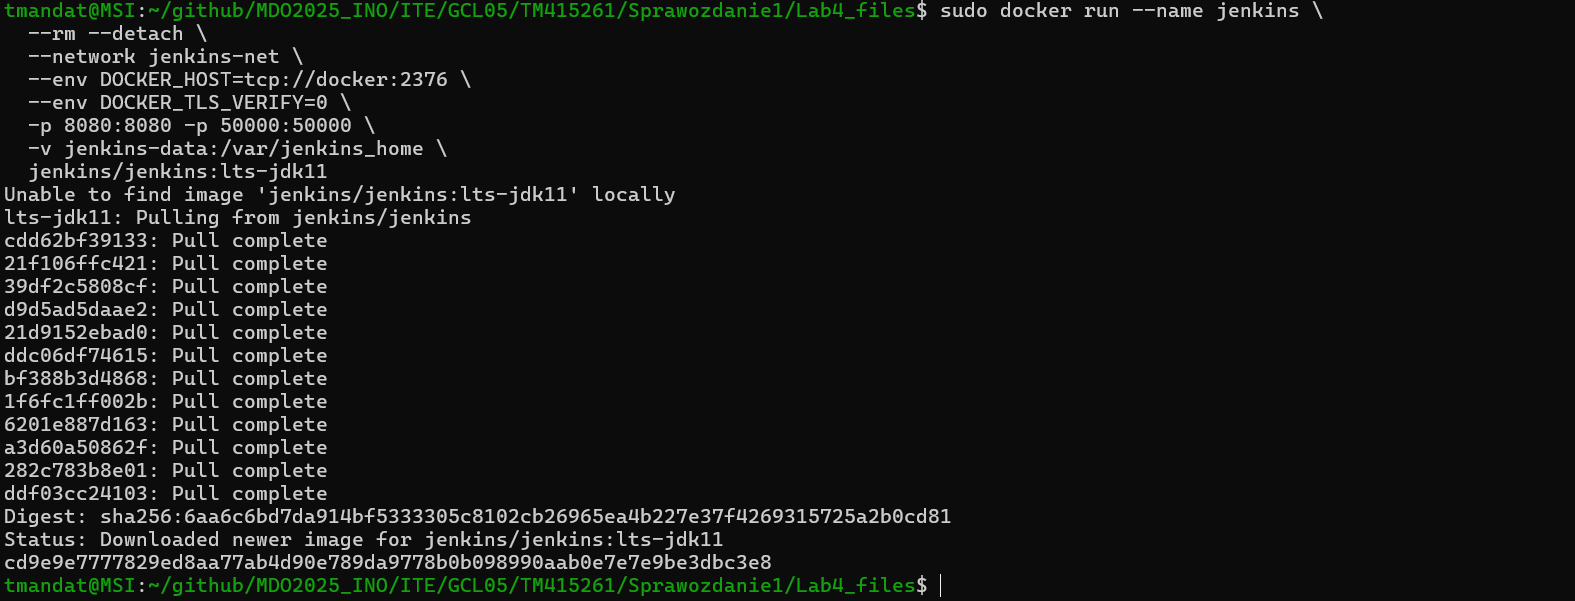 tmandat@MSI:~/github/MDO2025_INO/ITE/GCL05/TM415261/Sprawozdanie1/Lab4_files$ sudo docker run --name jenkins \
  --rm --detach \
  --network jenkins-net \
  --env DOCKER_HOST=tcp://docker:2376 \
  --env DOCKER_TLS_VERIFY=0 \
  -p 8080:8080 -p 50000:50000 \
  -v jenkins-data:/var/jenkins_home \
  jenkins/jenkins:lts-jdk11
Unable to find image 'jenkins/jenkins:lts-jdk11' locally
lts-jdk11: Pulling from jenkins/jenkins
cdd62bf39133: Pull complete
21f106ffc421: Pull complete
39df2c5808cf: Pull complete
d9d5ad5daae2: Pull complete
21d9152ebad0: Pull complete
ddc06df74615: Pull complete
bf388b3d4868: Pull complete
1f6fc1ff002b: Pull complete
6201e887d163: Pull complete
a3d60a50862f: Pull complete
282c783b8e01: Pull complete
ddf03cc24103: Pull complete
Digest: sha256:6aa6c6bd7da914bf5333305c8102cb26965ea4b227e37f4269315725a2b0cd81
Status: Downloaded newer image for jenkins/jenkins:lts-jdk11
cd9e9e7777829ed8aa77ab4d90e789da9778b0b098990aab0e7e7e9be3dbc3e8
tmandat@MSI:~/github/MDO2025_INO/ITE/GCL05/TM415261/Sprawozdanie1/Lab4_files$